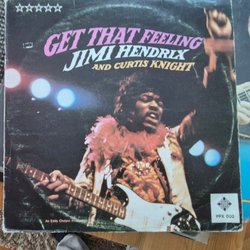 GET THAT FEELING
JIMI HENDRIX
AND CURTIS KNIGHT